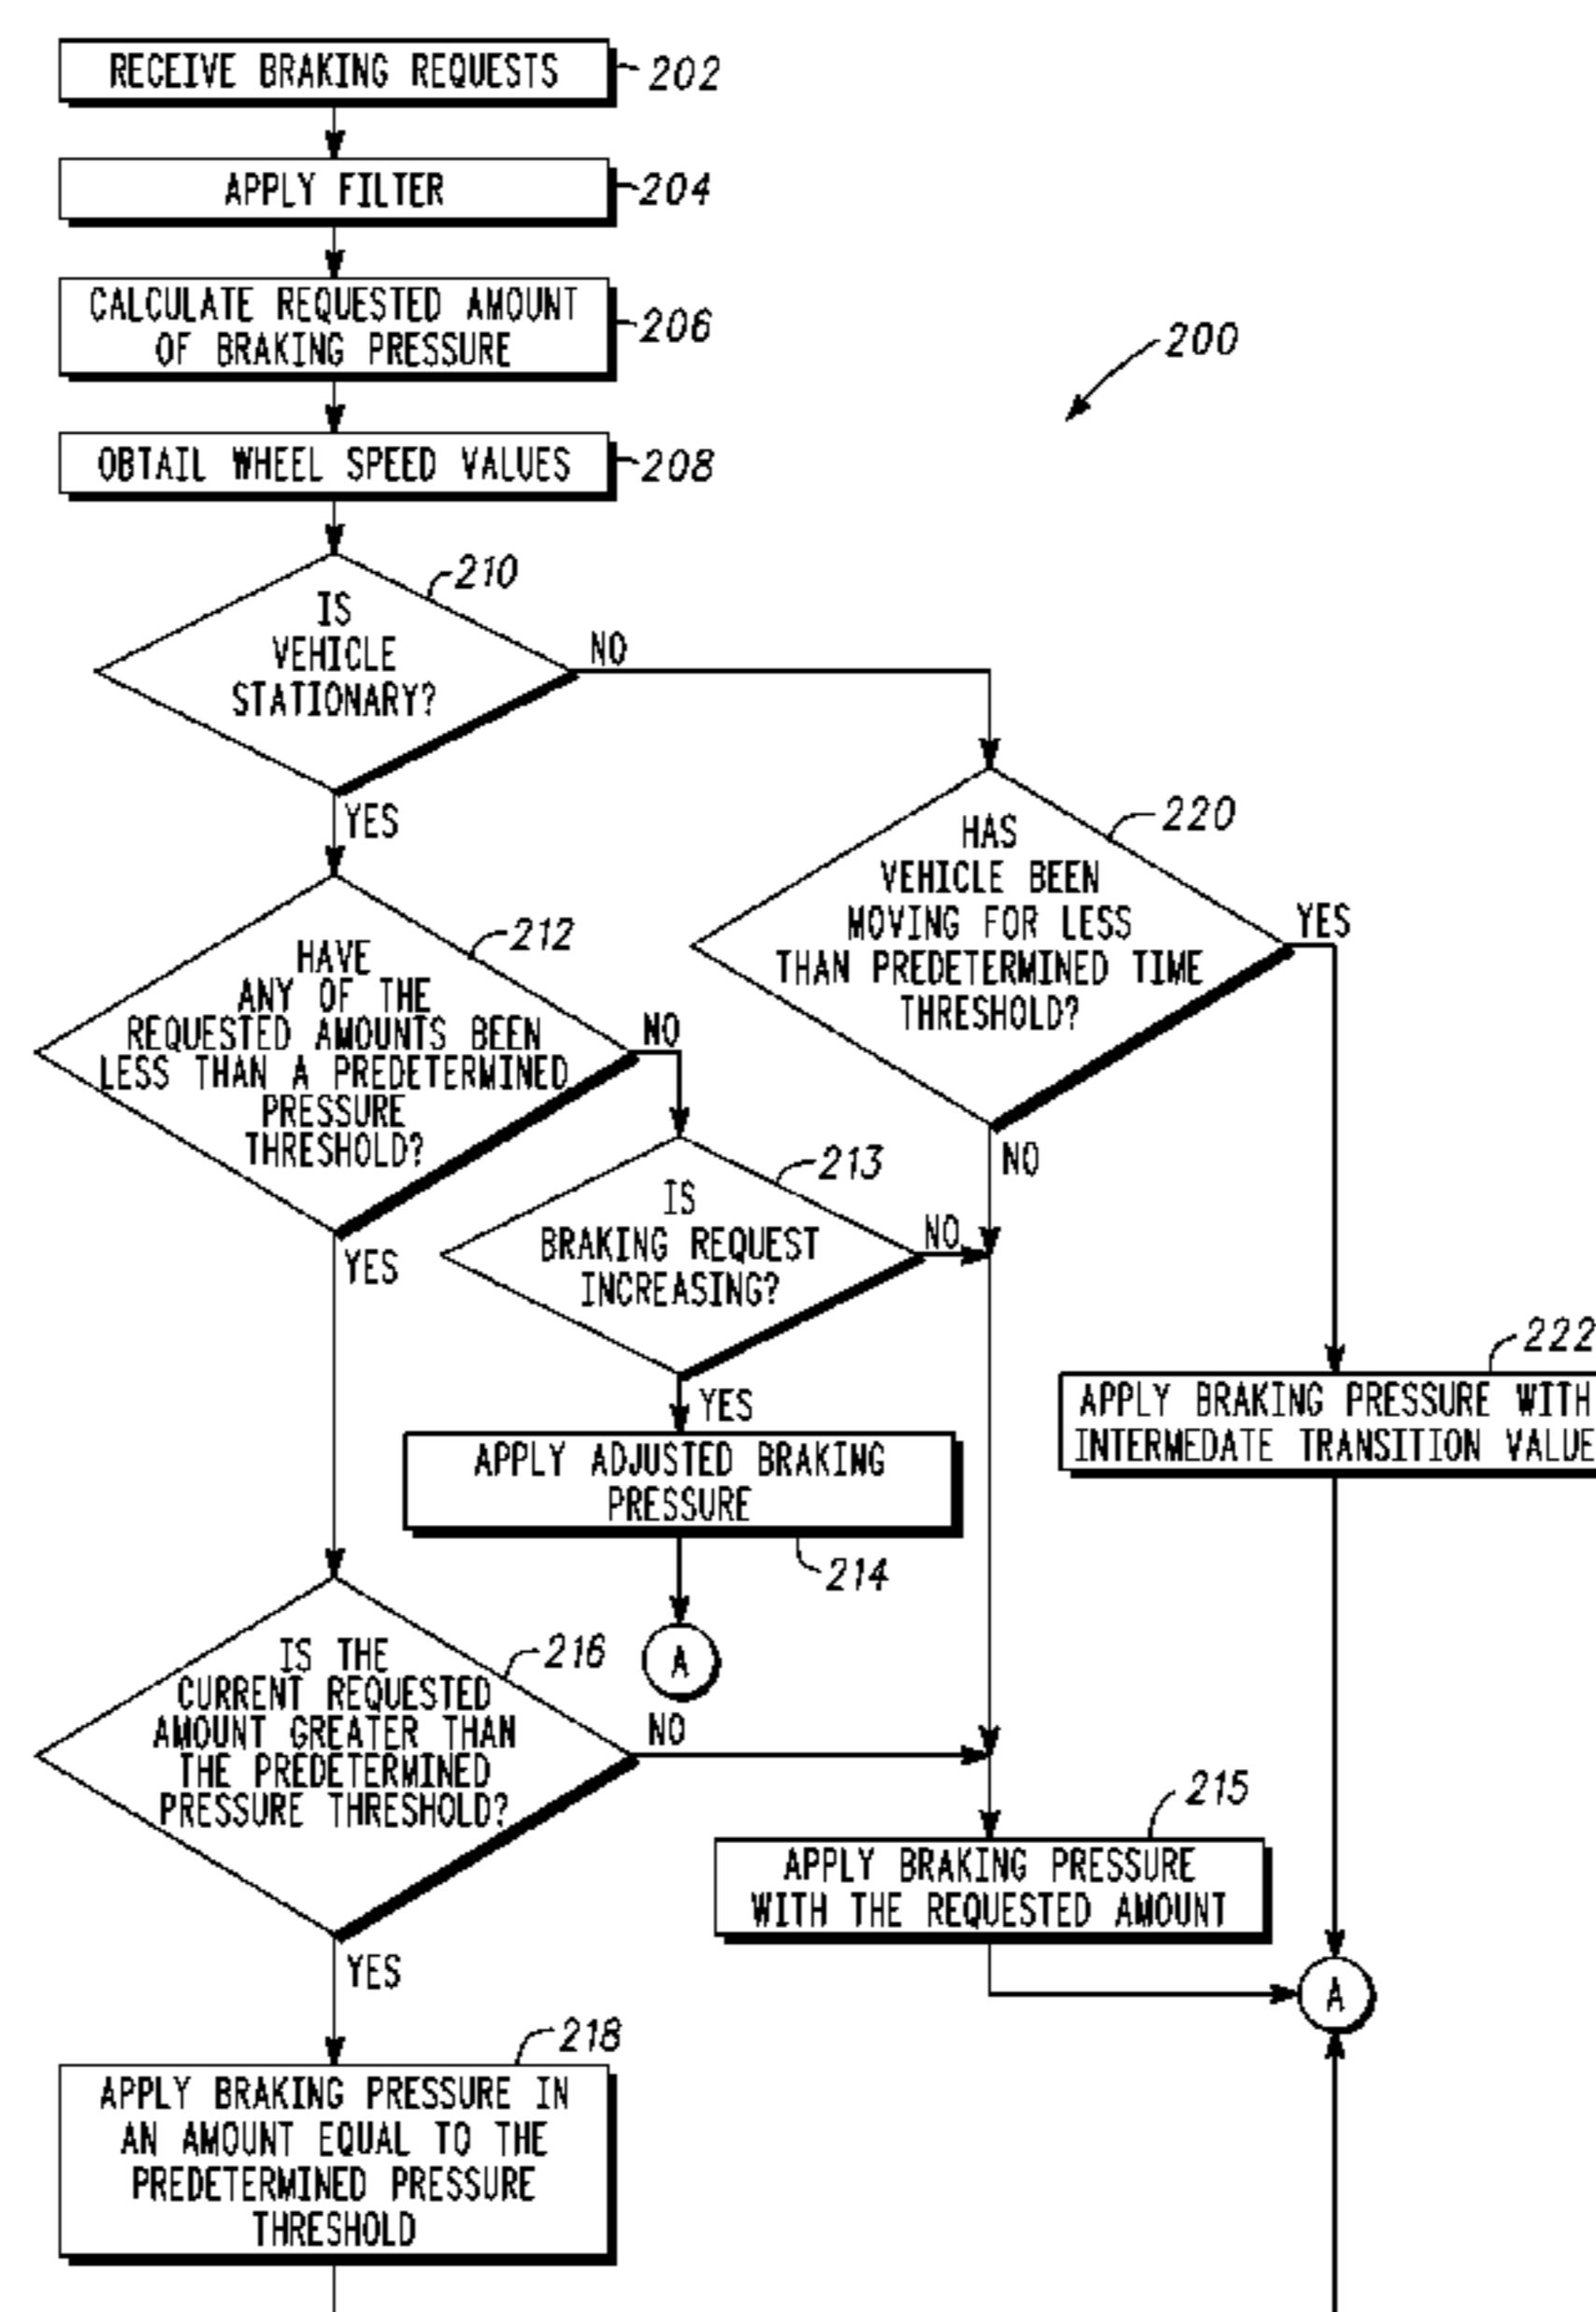 RECEIVE BRAKING REQUESTS
202
APPLY FILTER
204
CALCULATE REQUESTED AMOUNT
OF BRAKING PRESSURE
206
200
OBTAIL WHEEL SPEED VALUES
208
210
IS
VEHICLE
STATIONARY?
NO
YES
220
HAS
VEHICLE BEEN
MOVING FOR LESS
THAN PREDETERMINED TIME
THRESHOLD?
YES
NO
212
HAVE
ANY OF THE
REQUESTED AMOUNTS BEEN
LESS THAN A PREDETERMINED
PRESSURE
THRESHOLD?
NO
YES
213
IS
BRAKING REQUEST
INCREASING?
NO
YES
222
APPLY BRAKING PRESSURE WITH
INTERMEDATE TRANSITION VALUE
APPLY ADJUSTED BRAKING
PRESSURE
214
A
216
IS THE
CURRENT REQUESTED
AMOUNT GREATER THAN
THE PREDETERMINED
PRESSURE THRESHOLD?
NO
YES
215
APPLY BRAKING PRESSURE
WITH THE REQUESTED AMOUNT
A
218
APPLY BRAKING PRESSURE IN
AN AMOUNT EQUAL TO THE
PREDETERMINED PRESSURE
THRESHOLD